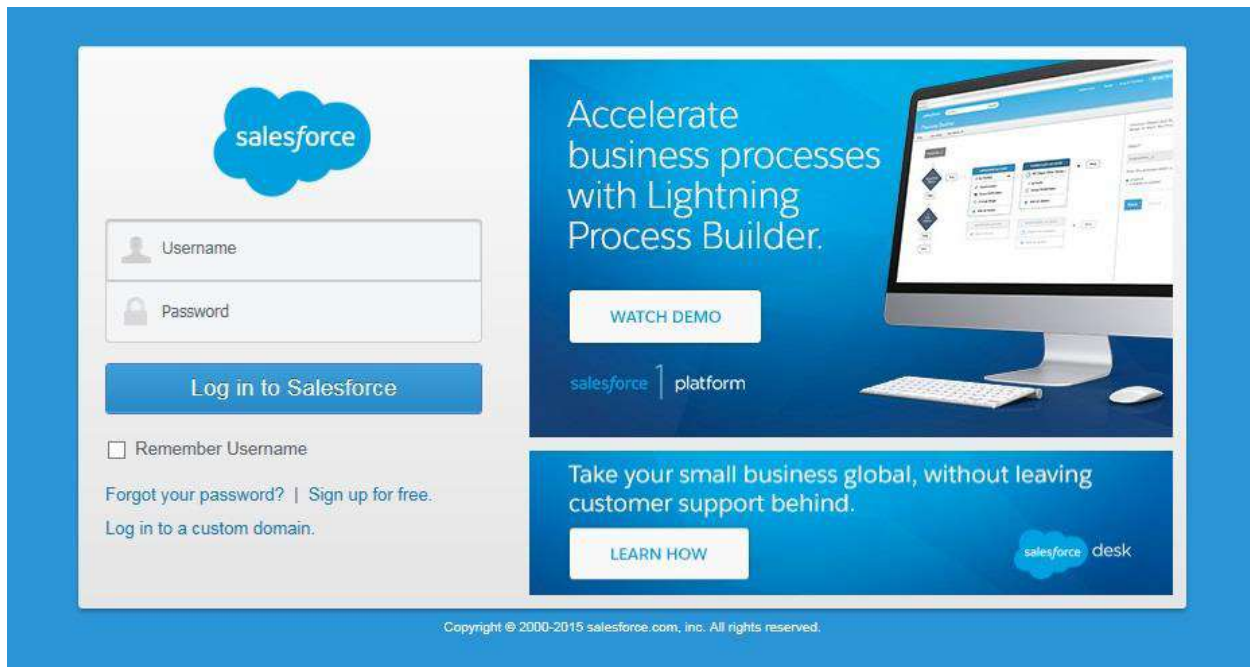 salesforce
Username
Password
Log in to Salesforce
Remember Username
Forgot your password? | Sign up for free.
Log in to a custom domain.
Accelerate
business processes
with Lightning
Process Builder.
WATCH DEMO
salesforce1 | platform
Take your small business global, without leaving
customer support behind.
LEARN HOW
salesforce desk
Copyright © 2000-2015 salesforce.com, inc. All rights reserved.